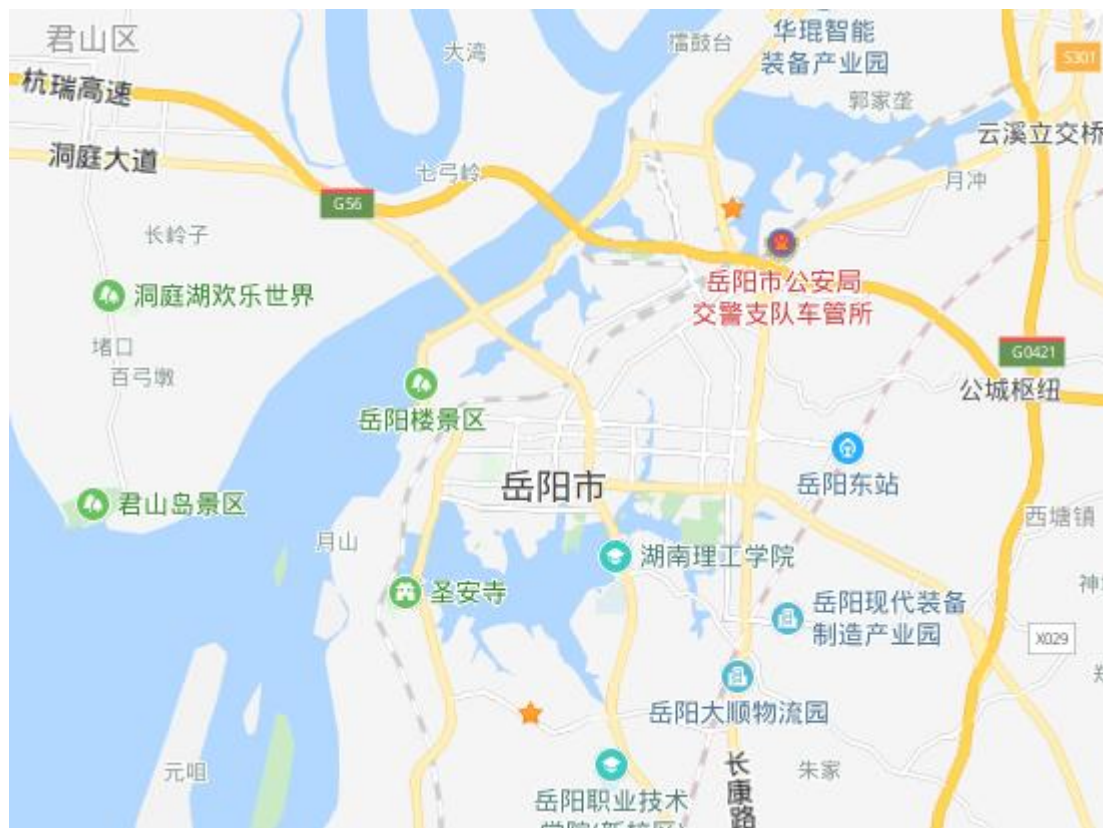 君山区
大湾
擂鼓台
华琨智能
装备产业园
S301
杭瑞高速
郭家垄
云溪立交桥
洞庭大道
七弓岭
月冲
G56
长岭子
岳阳市公安局
交警支队车管所
洞庭湖欢乐世界
堵口
百弓墩
G0421
公城枢纽
岳阳楼景区
岳阳市
岳阳东站
君山岛景区
月山
西塘镇
湖南理工学院
圣安寺
岳阳现代装备
制造产业园
X029
岳阳大顺物流园
元咀
长康路
朱家
岳阳职业技术